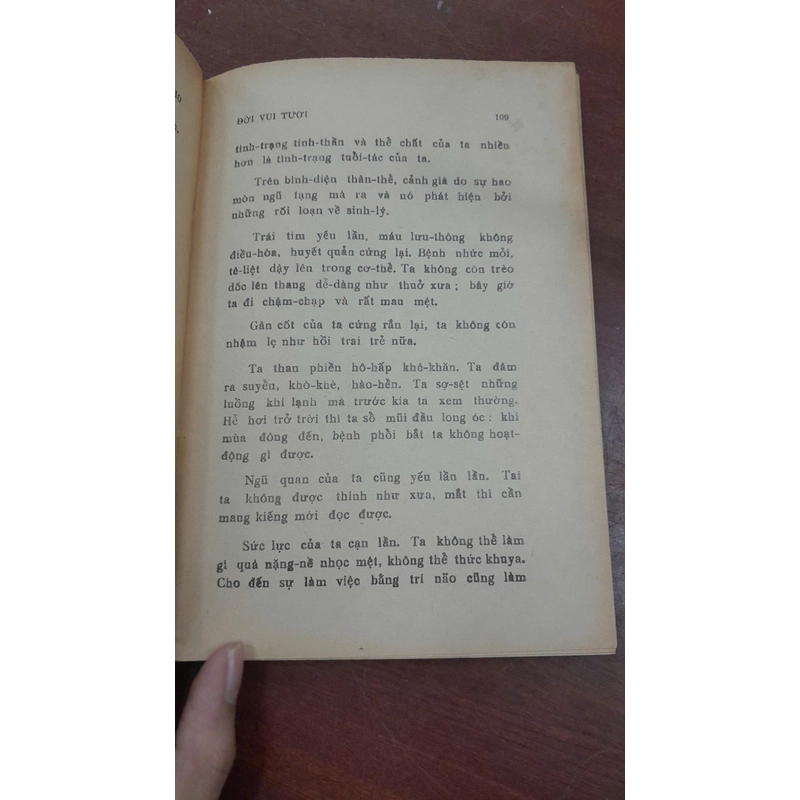 ĐỜI VUI TƯƠI 109
tình-trạng tinh-thần và thể chất của ta nhiều
hơn là tình-trạng tuổi-tác của ta.
Trên bình-diện thân-thể, cảnh già do sự hao
mòn ngũ tạng mà ra và nó phát hiện bởi
những rối loạn về sinh-lý.
Trái tim yếu lần, máu lưu-thông không
điều-hòa, huyết quản cứng lại. Bệnh nhức mỏi,
tê-liệt dậy lên trong cơ-thể. Ta không còn trèo
dốc lên thang dễ-dàng như thuở xưa ; bây giờ
ta đi chậm-chạp và rất mau mệt.
Gân cốt của ta cứng rắn lại, ta không còn
nhậm lẹ như hồi trai trẻ nữa.
Ta than phiền hô-hấp khó-khăn. Ta đâm
ra suyễn, khò-khè, hào-hển. Ta sợ-sệt những
luồng khí lạnh mà trước kia ta xem thường.
Hễ hơi trở trời thì ta sổ mũi đầu long óc ; khi
mùa đông đến, bệnh phổi bắt ta không hoạt-
động gì được.
Ngũ quan của ta cũng yếu lần lần. Tai
ta không được thính như xưa, mắt thì cần
mang kiếng mới đọc được.
Sức lực của ta cạn lần. Ta không thể làm
gì quá nặng-nề nhọc mệt, không thể thức khuya.
Cho đến sự làm việc bằng trí não cũng làm